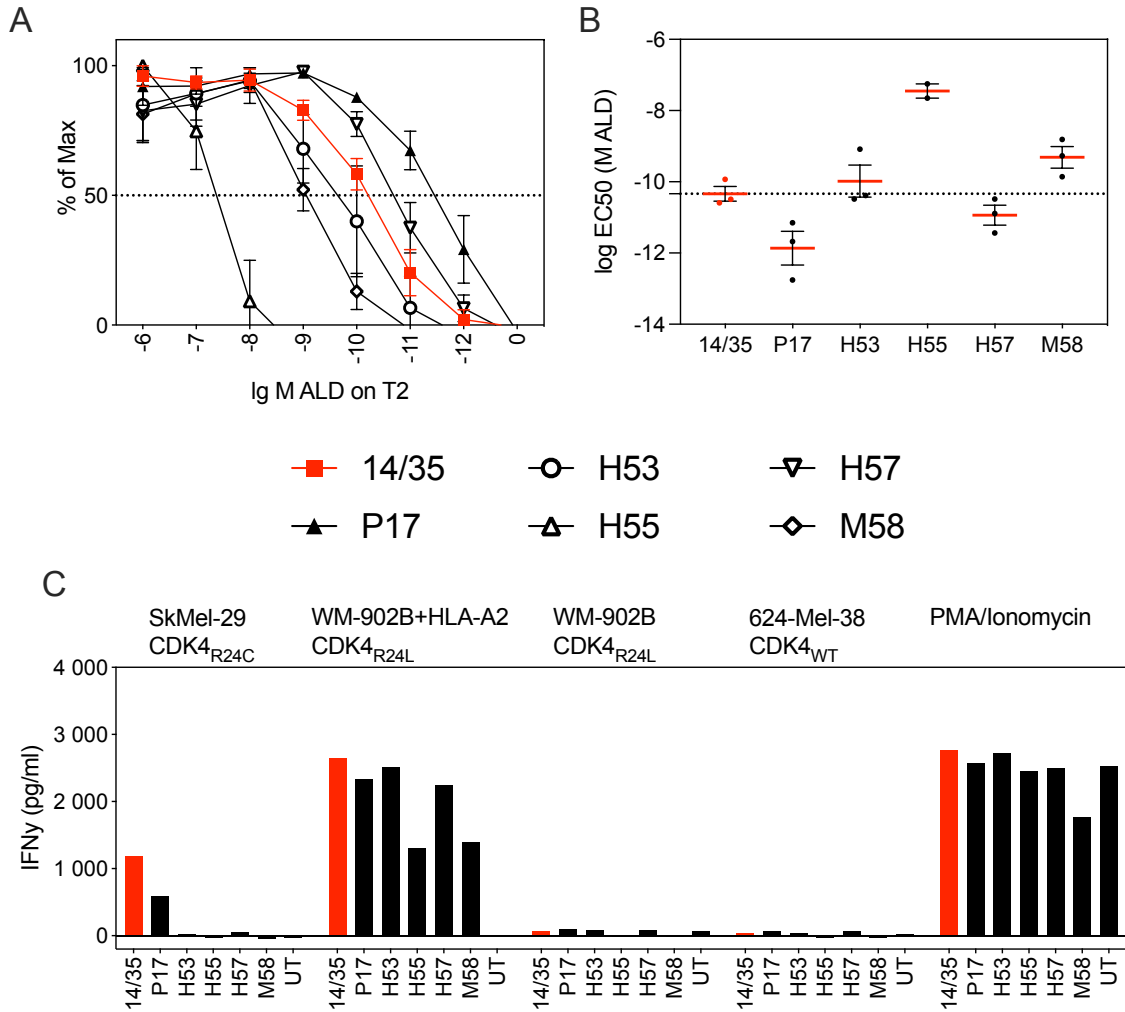 A
% of Max
100
50
0
-6
-7
-8
-9
-10
-11
-12
0
lg M ALD on T2
B
log EC50 (M ALD)
-6
-8
-10
-12
-14
14/35 P17 H53 H55 H57 M58
14/35 H53 H57
P17 H55 M58
C
SkMel-29 WM-902B+HLA-A2 WM-902B 624-Mel-38 PMA/Ionomycin
CDK4R24C CDK4R24L CDK4R24L CDK4WT
IFNy (pg/ml)
4 000
3 000
2 000
1 000
0
14/35 P17 H53 H55 H57 M58 UT 14/35 P17 H53 H55 H57 M58 UT 14/35 P17 H53 H55 H57 M58 UT 14/35 P17 H53 H55 H57 M58 UT 14/35 P17 H53 H55 H57 M58 UT